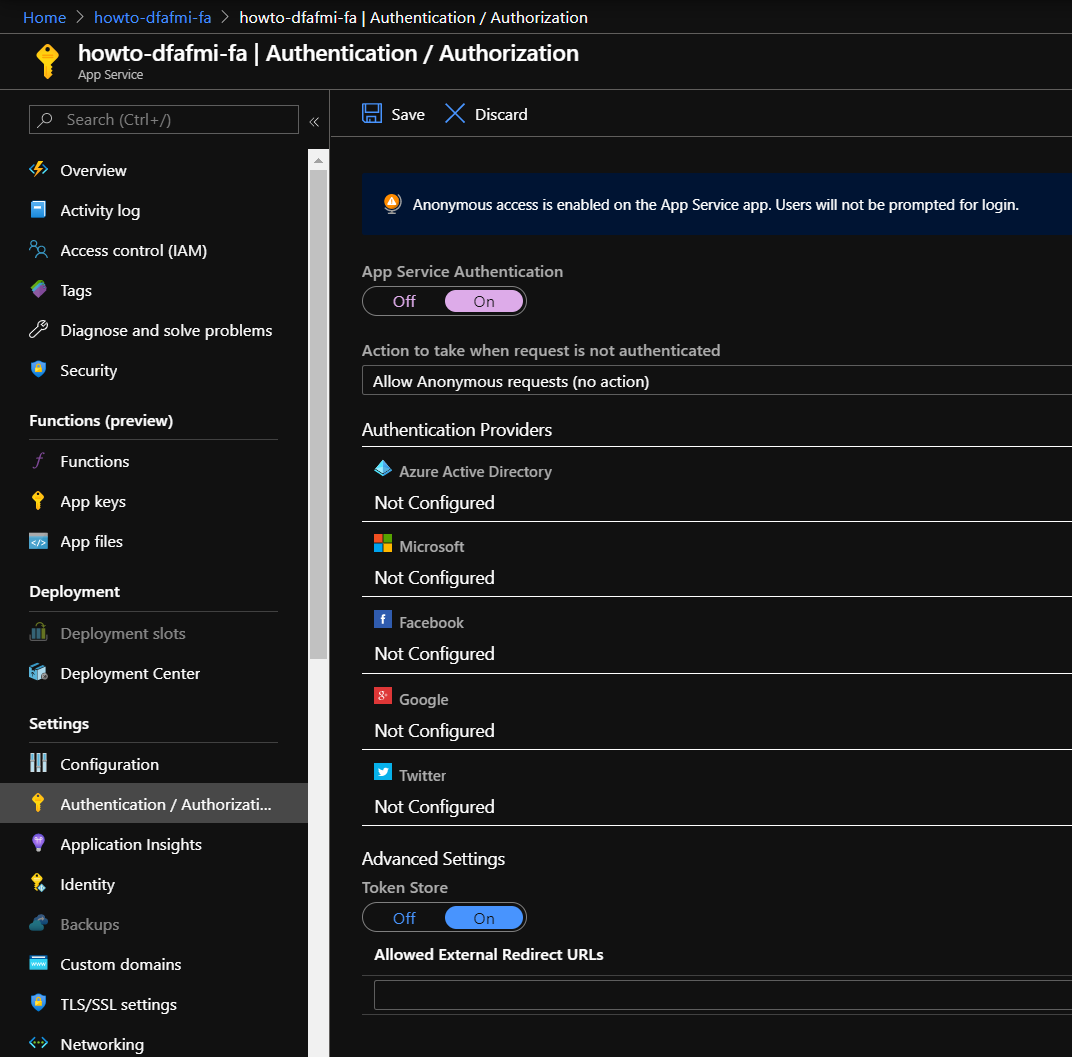 Home > howto-dfafmi-fa > howto-dfafmi-fa | Authentication / Authorization
howto-dfafmi-fa | Authentication / Authorization
App Service
Search (Ctrl+/)
«
Overview
Activity log
Access control (IAM)
Tags
Diagnose and solve problems
Security
Functions (preview)
Functions
App keys
App files
Deployment
Deployment slots
Deployment Center
Settings
Configuration
Authentication / Authorizati...
Application Insights
Identity
Backups
Custom domains
TLS/SSL settings
Networking
Save Discard
Anonymous access is enabled on the App Service app. Users will not be prompted for login.
App Service Authentication
Off On
Action to take when request is not authenticated
Allow Anonymous requests (no action)
Authentication Providers
Azure Active Directory
Not Configured
Microsoft
Not Configured
Facebook
Not Configured
Google
Not Configured
Twitter
Not Configured
Advanced Settings
Token Store
Off On
Allowed External Redirect URLs